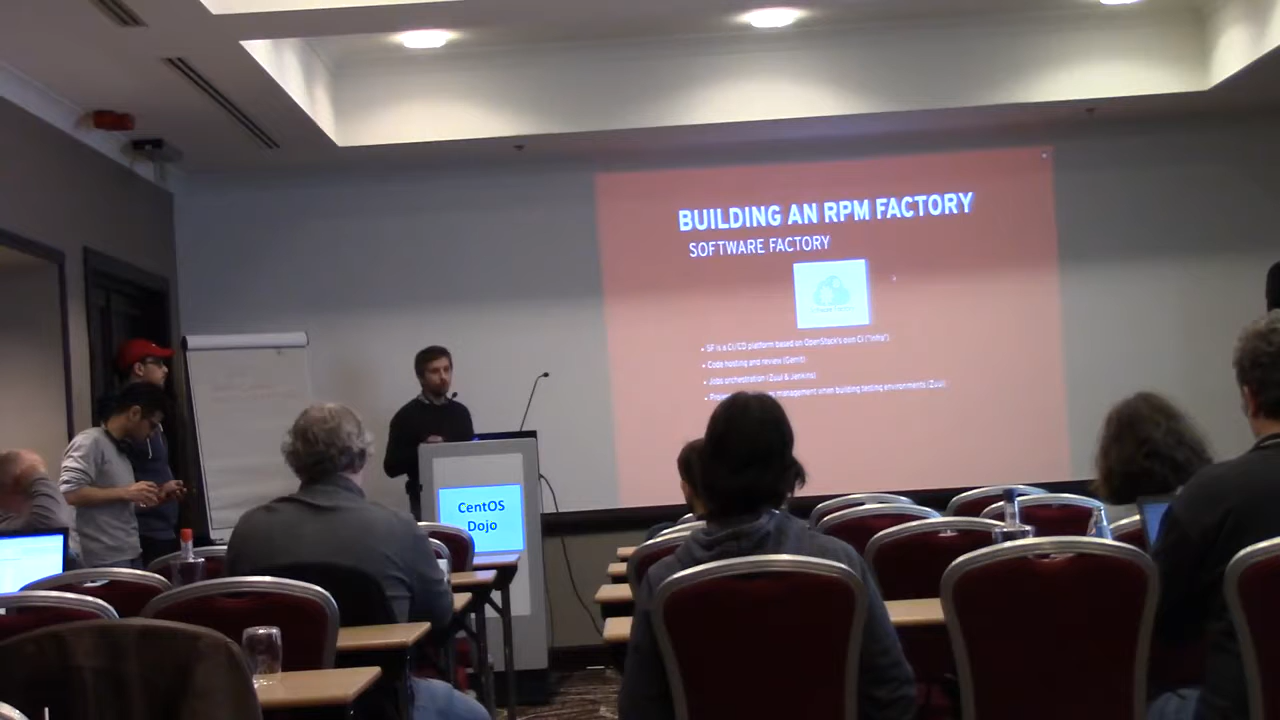 BUILDING AN RPM FACTORY
SOFTWARE FACTORY
• SF is a CI/CD platform based on OpenStack's own CI ("infra")
• Code hosting and review (Gerrit)
• Jobs orchestration (Zuul & Jenkins)
management when building testing environments (Zuul)
CentOS
Dojo